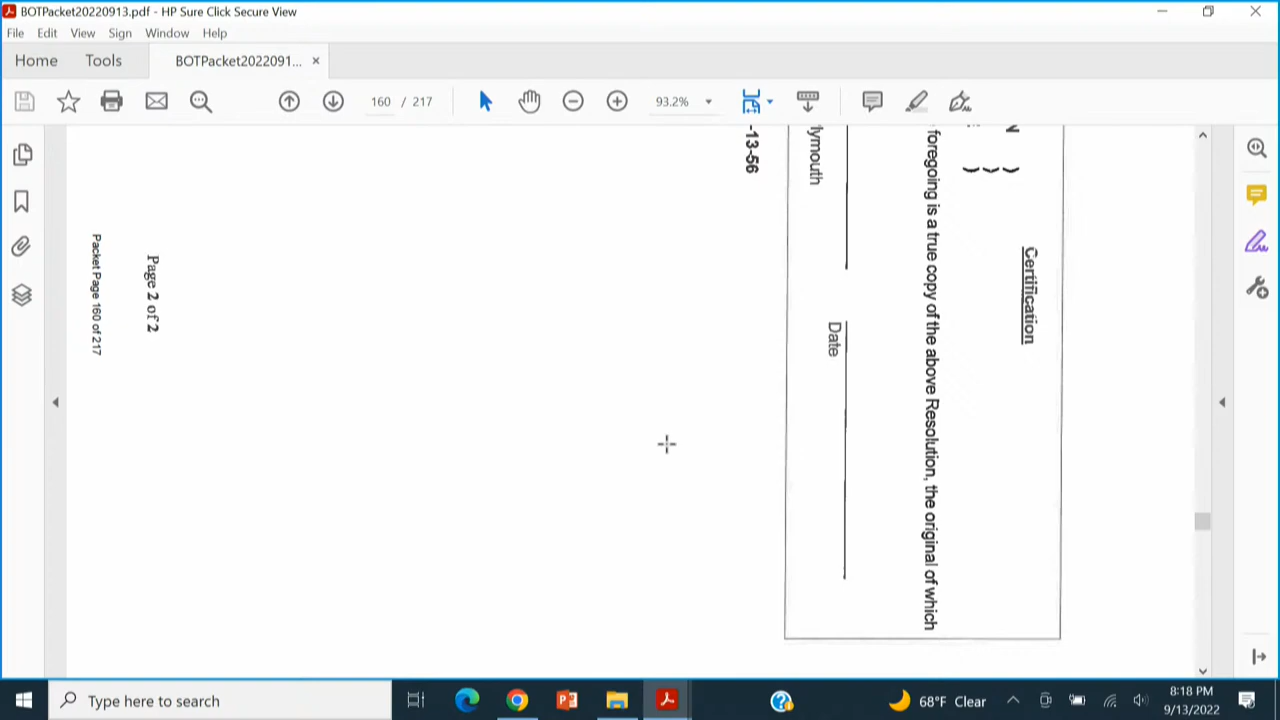 BOTPacket20220913.pdf - HP Sure Click Secure View
File Edit View Sign Window Help
Home Tools BOTPacket2022091... ×
160 / 217 93.2%
N
Certification
foregoing is a true copy of the above Resolution, the original of which
lymouth
Date
-13-56
Page 2 of 2
Packet Page 160 of 217
Type here to search
68°F Clear
8:18 PM
9/13/2022